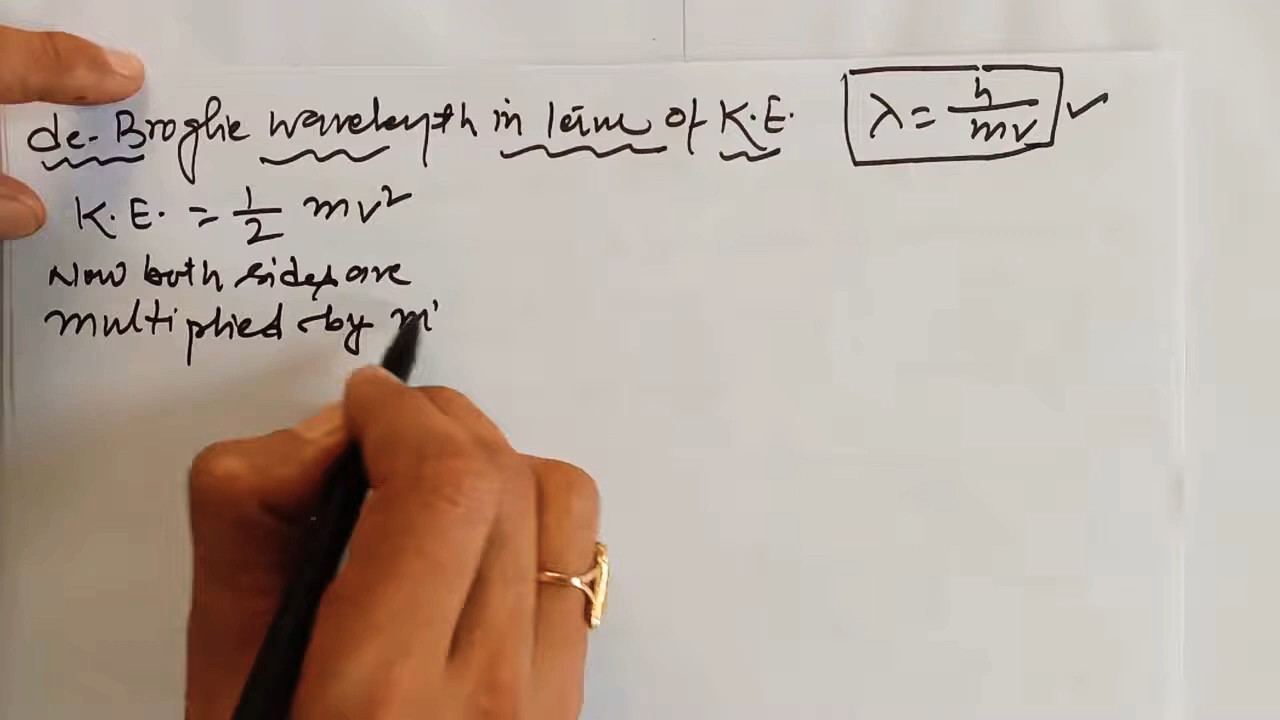 de-Broglie wavelength in term of K.E. λ = h/mv ✓
K.E. = 1/2 mv²
Now both sides are
multiplied by m'